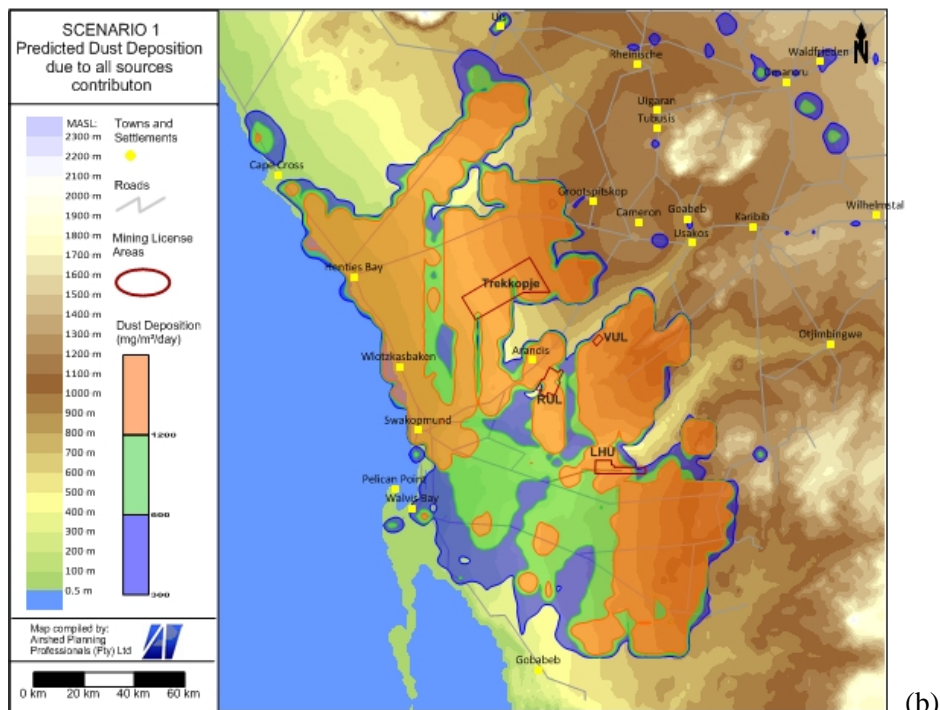 SCENARIO 1
Predicted Dust Deposition
due to all sources
contributon
MASL:
2300 m
2200 m
2100 m
2000 m
1900 m
1800 m
1700 m
1600 m
1500 m
1400 m
1300 m
1200 m
1100 m
1000 m
900 m
800 m
700 m
600 m
500 m
400 m
300 m
200 m
100 m
0.5 m
Towns and
Settlements
Roads
Mining License
Areas
Dust Deposition
(mg/m²/day)
1200
600
300
Map compiled by:
Airshed Planning
Professionals (Pty) Ltd
0 km 20 km 40 km 60 km
N
Uis
Rheinische
Waldfrieden
Uigaran
Tubusis
Cape Cross
Grootspitskop
Cameron
Goabeb
Usakos
Karibib
Wilhelmstal
Henties Bay
Trekkopje
Otjimbingwe
VUL
Arandis
Wlotzkasbaken
RUL
Swakopmund
LHU
Pelican Point
Walvis Bay
Gobabeb
(b)